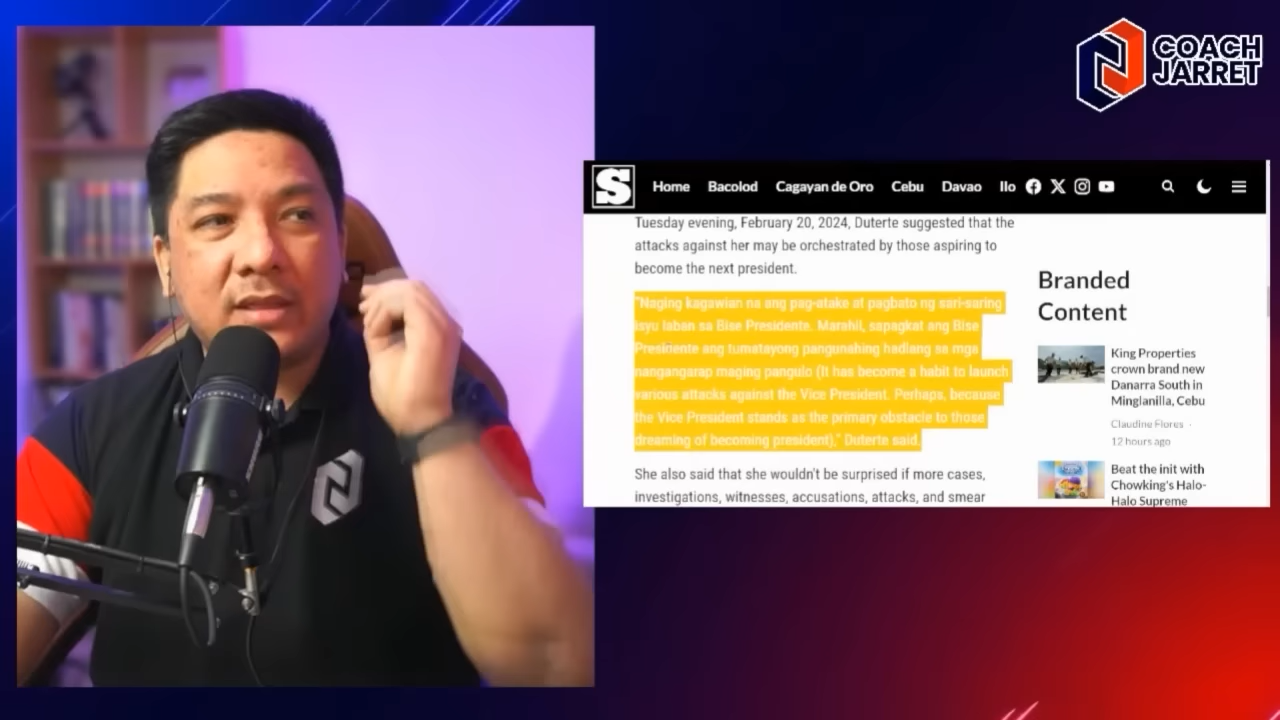 COACH
JARRET
S
Home Bacolod Cagayan de Oro Cebu Davao Ilo
Tuesday evening, February 20, 2024, Duterte suggested that the
attacks against her may be orchestrated by those aspiring to
become the next president.
"Naging kagawian na ang pag-atake at pagbato ng sari-saring
isyu laban sa Bise Presidente. Marahil, sapagkat ang Bise
Presidente ang tumatayong pangunahing hadlang sa mga
nangangarap maging pangulo (It has become a habit to launch
various attacks against the Vice President. Perhaps, because
the Vice President stands as the primary obstacle to those
dreaming of becoming president)," Duterte said.
She also said that she wouldn't be surprised if more cases,
investigations, witnesses, accusations, attacks, and smear
Branded
Content
King Properties
crown brand new
Danarra South in
Minglanilla, Cebu
Claudine Flores ·
12 hours ago
Beat the init with
Chowking's Halo-
Halo Supreme